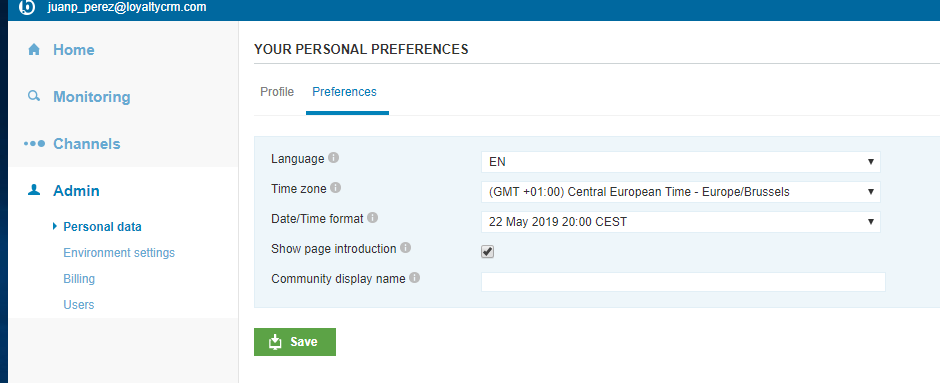 juanp_perez@loyaltycrm.com
Home
Monitoring
Channels
Admin
Personal data
Environment settings
Billing
Users
YOUR PERSONAL PREFERENCES
Profile Preferences
Language EN
Time zone (GMT +01:00) Central European Time - Europe/Brussels
Date/Time format 22 May 2019 20:00 CEST
Show page introduction
Community display name
Save